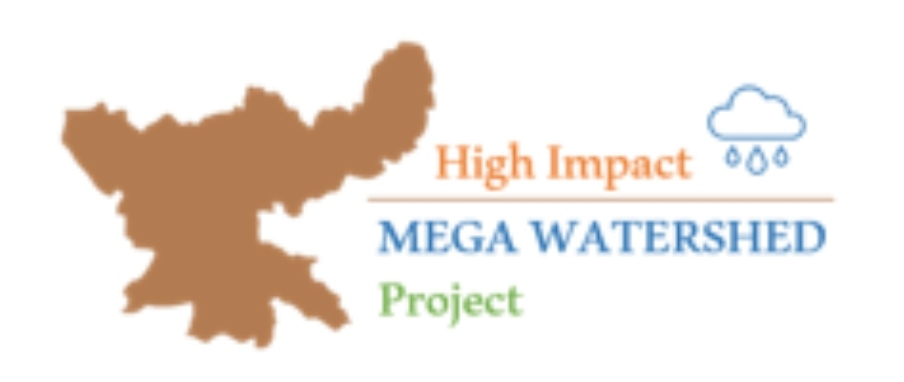 High Impact
MEGA WATERSHED
Project